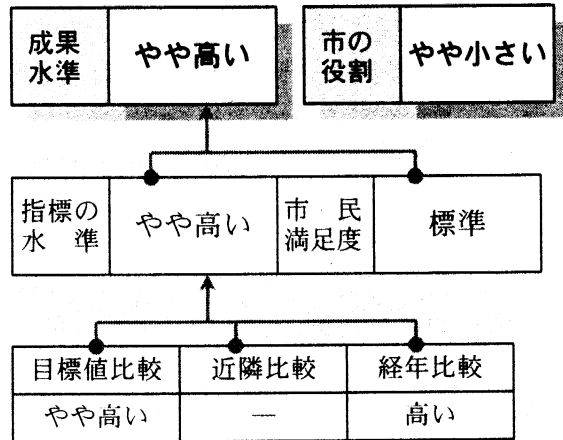 成果
水準
やや高い
市の
役割
やや小さい
指標の
水 準
やや高い
市 民
満足度
標準
目標値比較 近隣比較 経年比較
やや高い ― 高い